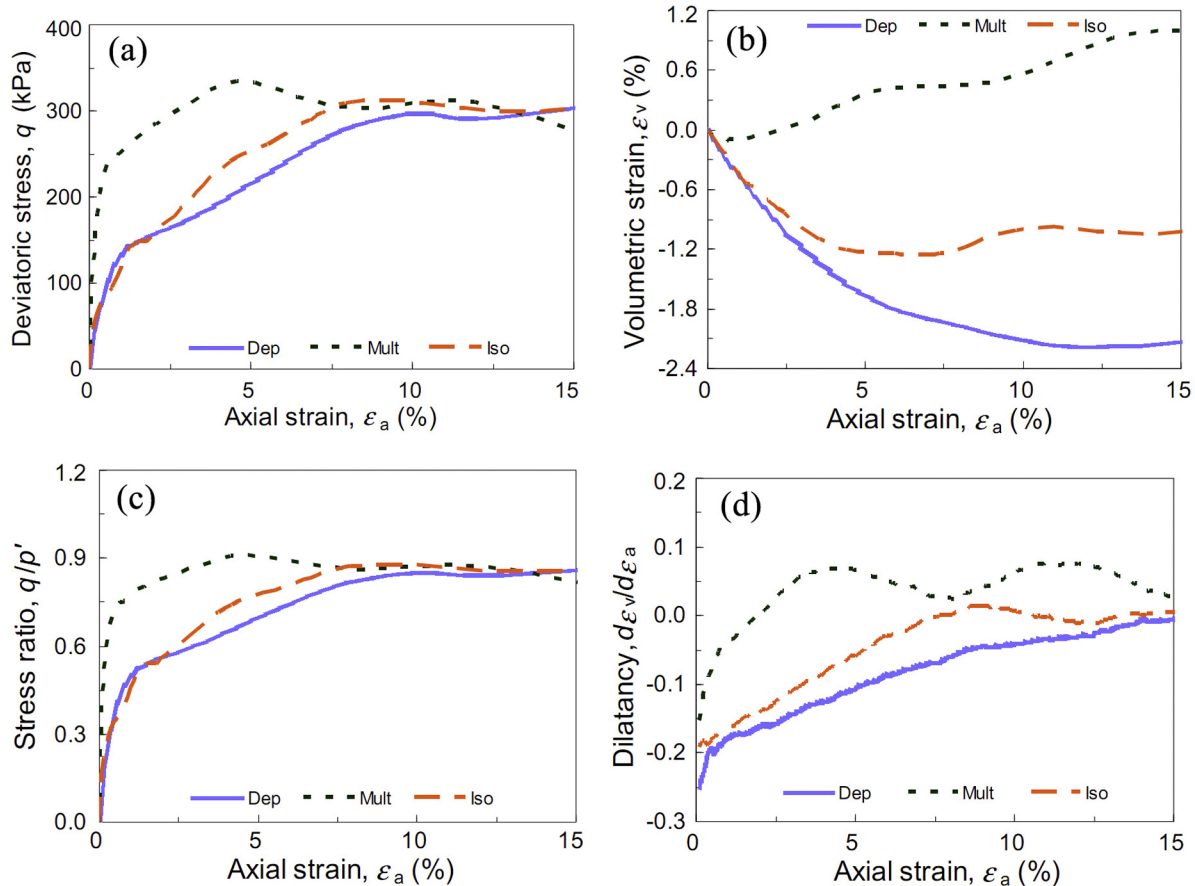 (a)
Deviatoric stress, q (kPa)
400
300
200
100
0
Dep Mult Iso
0 5 10 15
Axial strain, εa (%)
(b)
Volumetric strain, εv (%)
Dep Mult Iso
1.2
0.6
0.0
-0.6
-1.2
-1.8
-2.4
0 5 10 15
Axial strain, εa (%)
(c)
Stress ratio, q/p'
1.2
0.9
0.6
0.3
0.0
Dep Mult Iso
0 5 10 15
Axial strain, εa (%)
(d)
Dilatancy, dεv/dεa
0.2
0.1
0.0
-0.1
-0.2
-0.3
Dep Mult Iso
0 5 10 15
Axial strain, εa (%)